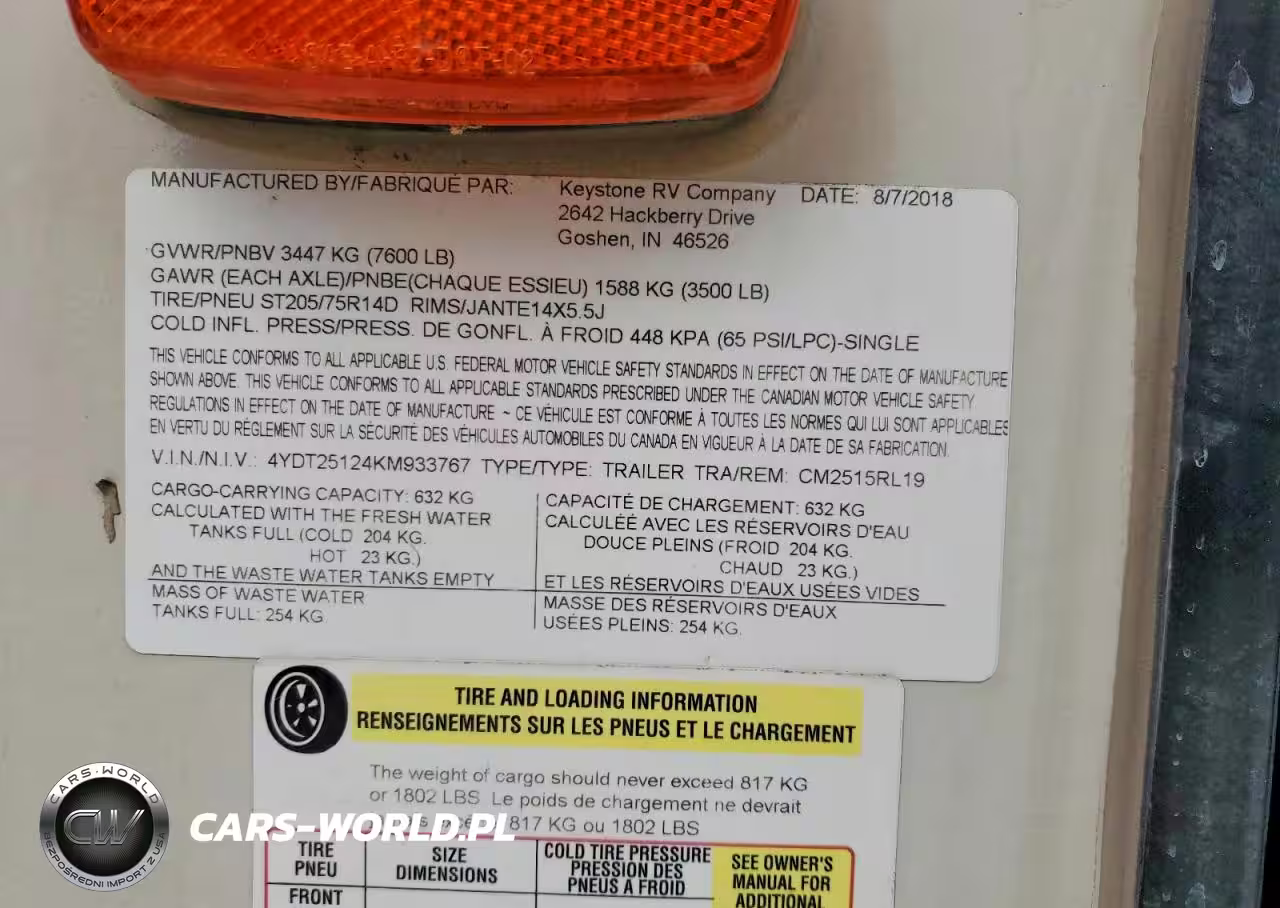 MANUFACTURED BY/FABRIQUÉ PAR: Keystone RV Company DATE: 8/7/2018
2642 Hackberry Drive
Goshen, IN 46526
GVWR/PNBV 3447 KG (7600 LB)
GAWR (EACH AXLE)/PNBE(CHAQUE ESSIEU) 1588 KG (3500 LB)
TIRE/PNEU ST205/75R14D RIMS/JANTE14X5.5J
COLD INFL. PRESS/PRESS. DE GONFL. À FROID 448 KPA (65 PSI/LPC)-SINGLE
THIS VEHICLE CONFORMS TO ALL APPLICABLE U.S. FEDERAL MOTOR VEHICLE SAFETY STANDARDS IN EFFECT ON THE DATE OF MANUFACTURE
SHOWN ABOVE. THIS VEHICLE CONFORMS TO ALL APPLICABLE STANDARDS PRESCRIBED UNDER THE CANADIAN MOTOR VEHICLE SAFETY
REGULATIONS IN EFFECT ON THE DATE OF MANUFACTURE ~ CE VÉHICULE EST CONFORME À TOUTES LES NORMES QUI LUI SONT APPLICABLES
EN VERTU DU RÉGLEMENT SUR LA SÉCURITÉ DES VÉHICULES AUTOMOBILES DU CANADA EN VIGUEUR À LA DATE DE SA FABRICATION.
V.I.N./N.I.V.: 4YDT25124KM933767 TYPE/TYPE: TRAILER TRA/REM: CM2515RL19
CARGO-CARRYING CAPACITY: 632 KG
CALCULATED WITH THE FRESH WATER
TANKS FULL (COLD 204 KG.
HOT 23 KG.)
AND THE WASTE WATER TANKS EMPTY
MASS OF WASTE WATER
TANKS FULL: 254 KG
CAPACITÉ DE CHARGEMENT: 632 KG
CALCULÉE AVEC LES RÉSERVOIRS D'EAU
DOUCE PLEINS (FROID 204 KG.
CHAUD 23 KG.)
ET LES RÉSERVOIRS D'EAUX USÉES VIDES
MASSE DES RÉSERVOIRS D'EAUX
USÉES PLEINS: 254 KG.
TIRE AND LOADING INFORMATION
RENSEIGNEMENTS SUR LES PNEUS ET LE CHARGEMENT
The weight of cargo should never exceed 817 KG
or 1802 LBS. Le poids de chargement ne devrait
817 KG ou 1802 LBS
TIRE
PNEU
SIZE
DIMENSIONS
COLD TIRE PRESSURE
PRESSION DES
PNEUS A FROID
SEE OWNER'S
MANUAL FOR
ADDITIONAL
FRONT
CARS-WORLD
CW
BEZPOŚREDNI IMPORT Z USA
CARS-WORLD.PL